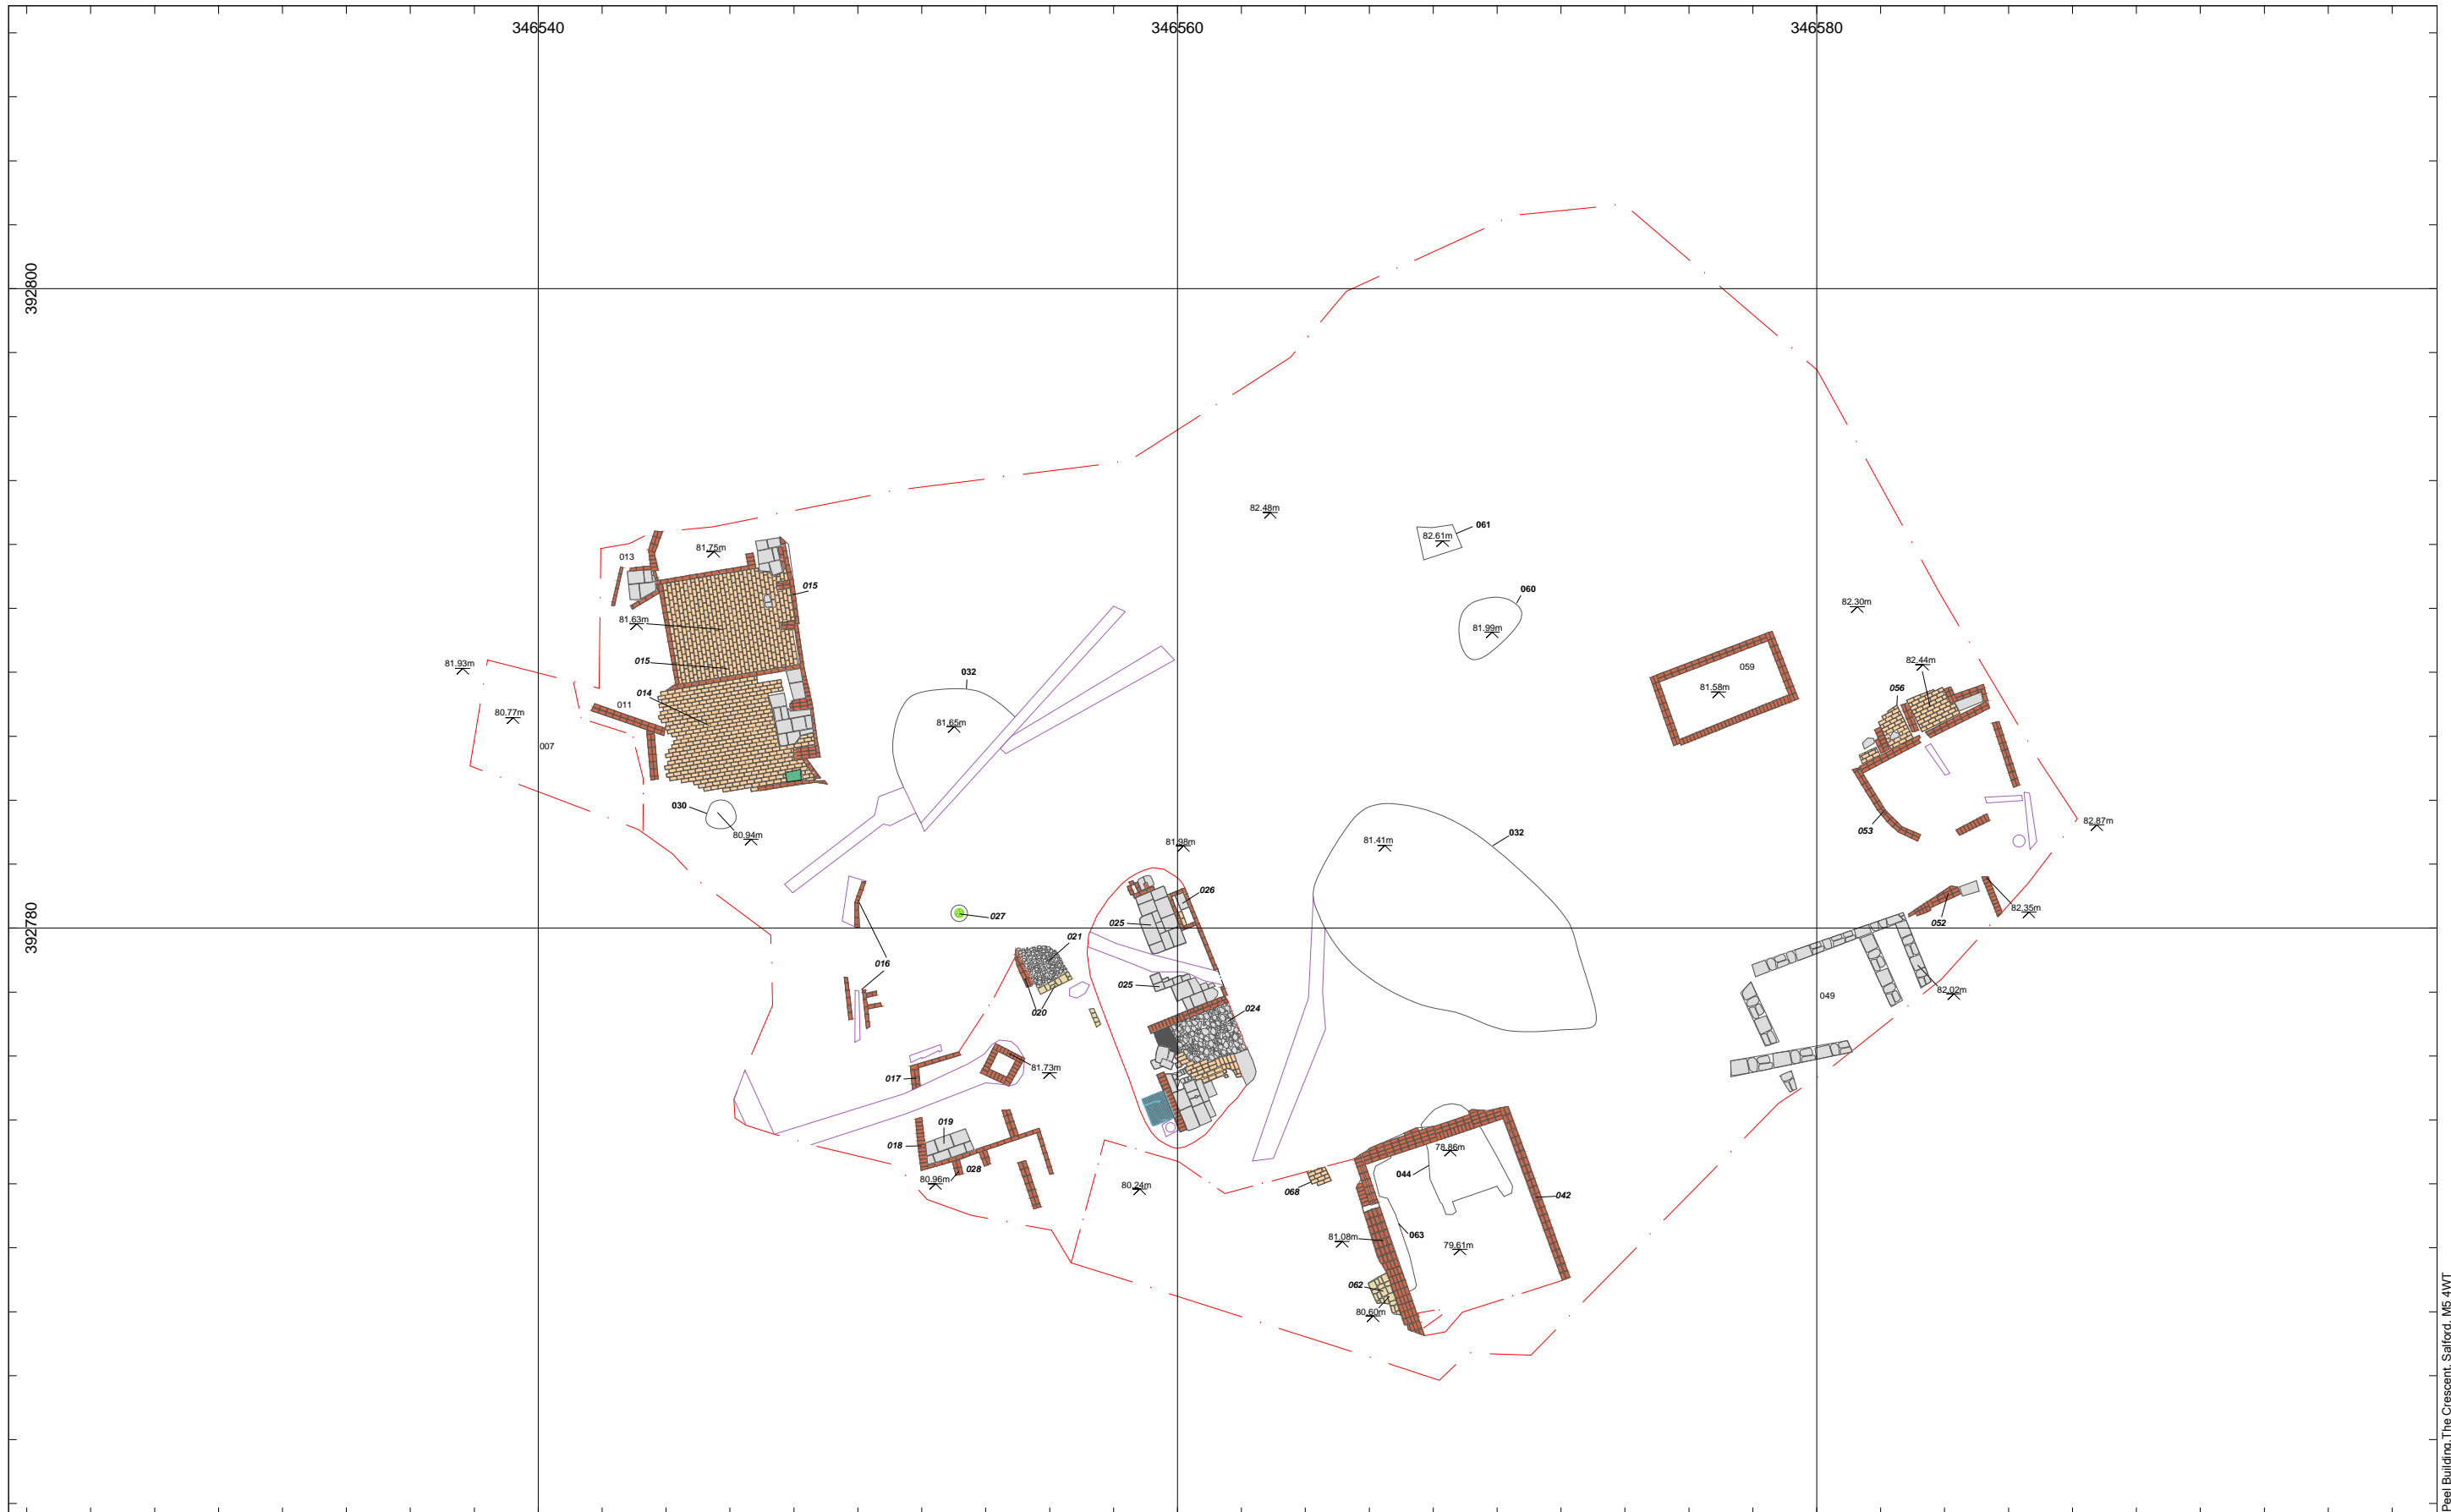 346540
346560
346580
392800
82.48m
061
82.61m
013
81.75m
015
060
82.30m
81.63m
81.99m
015
81.93m
032
82.44m
059
014
056
81.58m
011
80.77m
81.65m
007
030
80.94m
81.98m
81.41m
032
053
82.87m
026
027
025
82.35m
392780
052
021
016
025
82.02m
049
020
024
81.73m
017
019
018
028
80.96m
80.24m
78.86m
044
068
042
063
81.08m
79.61m
062
80.60m
Peel Building.The Crescent. Salford. M5 4WT